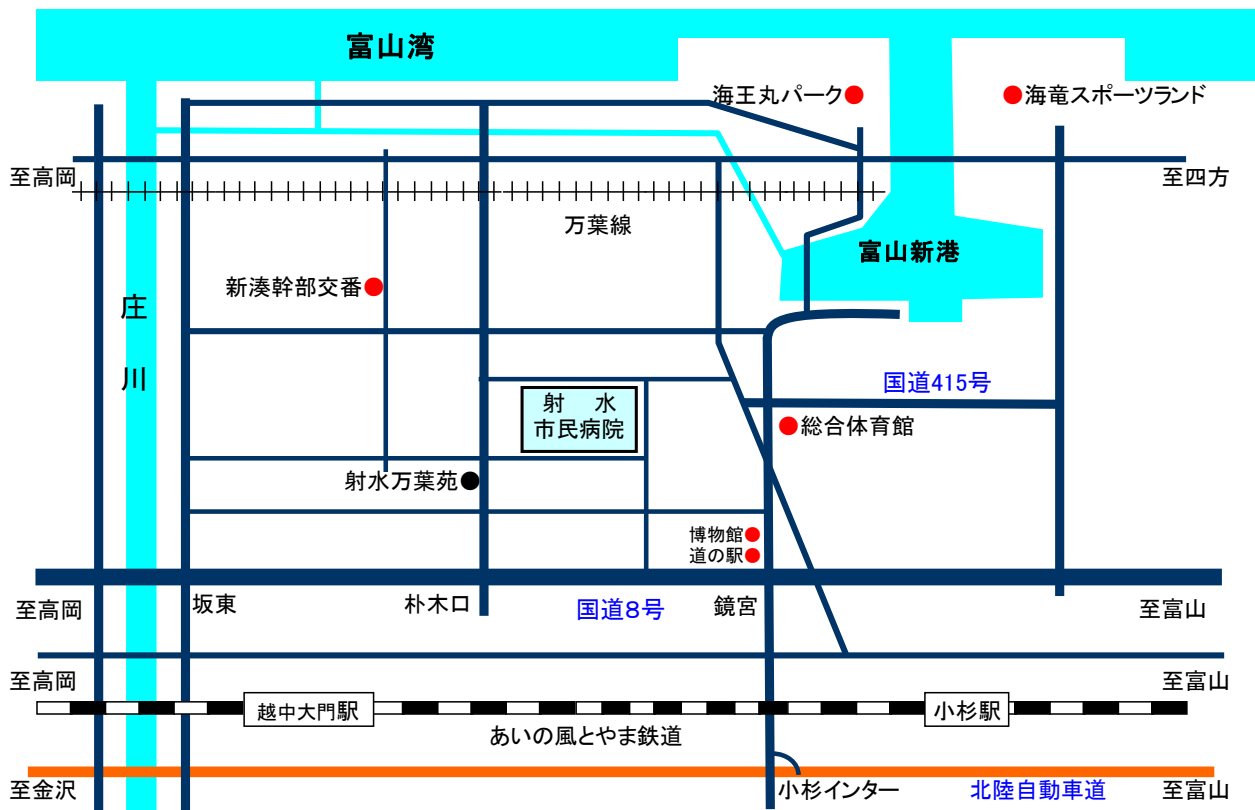 富山湾
海王丸パーク
海竜スポーツランド
至高岡
至四方
万葉線
富山新港
新湊幹部交番
庄
川
国道415号
射　水
市民病院
総合体育館
射水万葉苑
博物館
道の駅
至高岡
坂東
朴木口
国道8号
鏡宮
至富山
至高岡
至富山
越中大門駅
小杉駅
あいの風とやま鉄道
至金沢
小杉インター
北陸自動車道
至富山